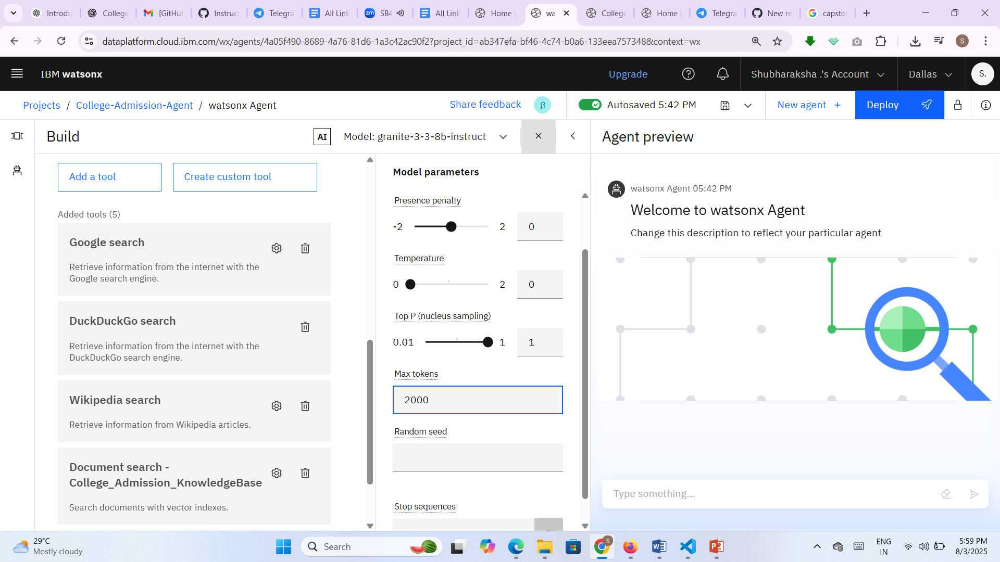 Introdu
College
[GitHub
Instruct
Telegra
All Link
SB4
All Link
Home |
wa
College
Home |
Telegra
New re
capstor
dataplatform.cloud.ibm.com/wx/agents/4a05f490-8689-4a76-81d6-1a3c42ac90f2?project_id=ab347efa-bf46-4c74-b0a6-133eea757348&context=wx
S
IBM watsonx
Upgrade
Shubharaksha .'s Account
Dallas
S.
Projects / College-Admission-Agent / watsonx Agent
Share feedback
β
Autosaved 5:42 PM
New agent +
Deploy
Build
AI
Model: granite-3-3-8b-instruct
Agent preview
Add a tool
Create custom tool
Added tools (5)
Google search
Retrieve information from the internet with the
Google search engine.
DuckDuckGo search
Retrieve information from the internet with the
DuckDuckGo search engine.
Wikipedia search
Retrieve information from Wikipedia articles.
Document search -
College_Admission_KnowledgeBase
Search documents with vector indexes.
Model parameters
Presence penalty
-2 2 0
Temperature
0 2 0
Top P (nucleus sampling)
0.01 1 1
Max tokens
2000
Random seed
Stop sequences
watsonx Agent 05:42 PM
Welcome to watsonx Agent
Change this description to reflect your particular agent
Type something...
29°C
Mostly cloudy
Search
S
ENG
IN
5:59 PM
8/3/2025